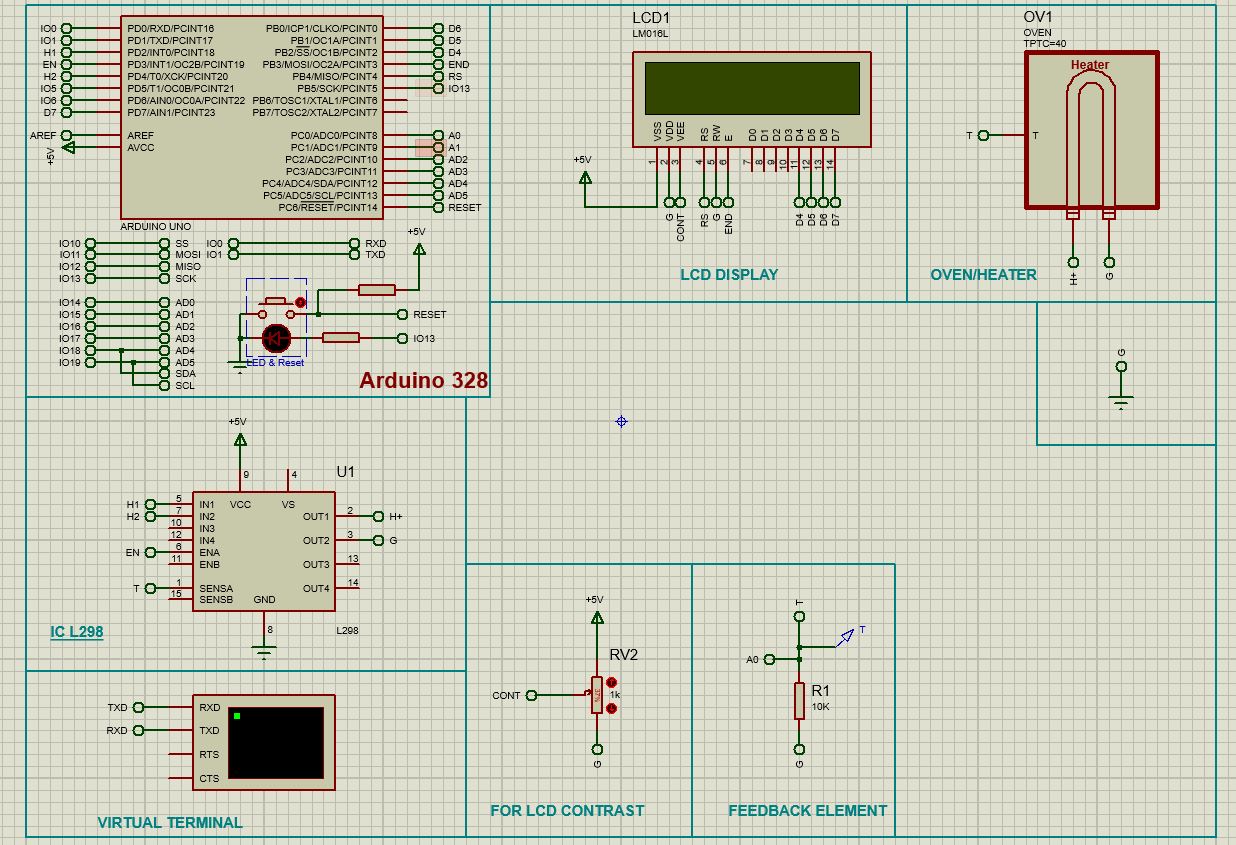 IO0 PD0/RXD/PCINT16 PB0/ICP1/CLKO/PCINT0 D6
IO1 PD1/TXD/PCINT17 PB1/OC1A/PCINT1 D5
H1 PD2/INT0/PCINT18 PB2/SS/OC1B/PCINT2 D4
EN PD3/INT1/OC2B/PCINT19 PB3/MOSI/OC2A/PCINT3 END
H2 PD4/T0/XCK/PCINT20 PB4/MISO/PCINT4 RS
IO5 PD5/T1/OC0B/PCINT21 PB5/SCK/PCINT5 IO13
IO6 PD6/AIN0/OC0A/PCINT22 PB6/TOSC1/XTAL1/PCINT6
D7 PD7/AIN1/PCINT23 PB7/TOSC2/XTAL2/PCINT7
AREF AREF PC0/ADC0/PCINT8 A0
+5V AVCC PC1/ADC1/PCINT9 A1
PC2/ADC2/PCINT10 AD2
PC3/ADC3/PCINT11 AD3
PC4/ADC4/SDA/PCINT12 AD4
PC5/ADC5/SCL/PCINT13 AD5
PC6/RESET/PCINT14 RESET
ARDUINO UNO
IO10 SS IO0 RXD
IO11 MOSI IO1 TXD
IO12 MISO
IO13 SCK
IO14 AD0
IO15 AD1
IO16 AD2
IO17 AD3
IO18 AD4
IO19 AD5
SDA
SCL
+5V
RESET
IO13
LED & Reset
Arduino 328
LCD1
LM016L
VSS VDD VEE RS RW E D0 D1 D2 D3 D4 D5 D6 D7
1 2 3 4 5 6 7 8 9 10 11 12 13 14
+5V
G CONT RS G END D4 D5 D6 D7
LCD DISPLAY
OV1
OVEN
TPTC=40
Heater
T T
H+ G
OVEN/HEATER
G
+5V
U1
9 4
VCC VS
H1 5 IN1
H2 7 IN2 OUT1 2 H+
10 IN3
12 IN4 OUT2 3 G
EN 6 ENA
11 ENB OUT3 13
T 1 SENSA OUT4 14
15 SENSB GND
8
L298
IC L298
TXD RXD
RXD TXD
RTS
CTS
VIRTUAL TERMINAL
+5V
RV2
CONT 37% 1k
G
FOR LCD CONTRAST
T
T
A0
R1
10K
G
FEEDBACK ELEMENT